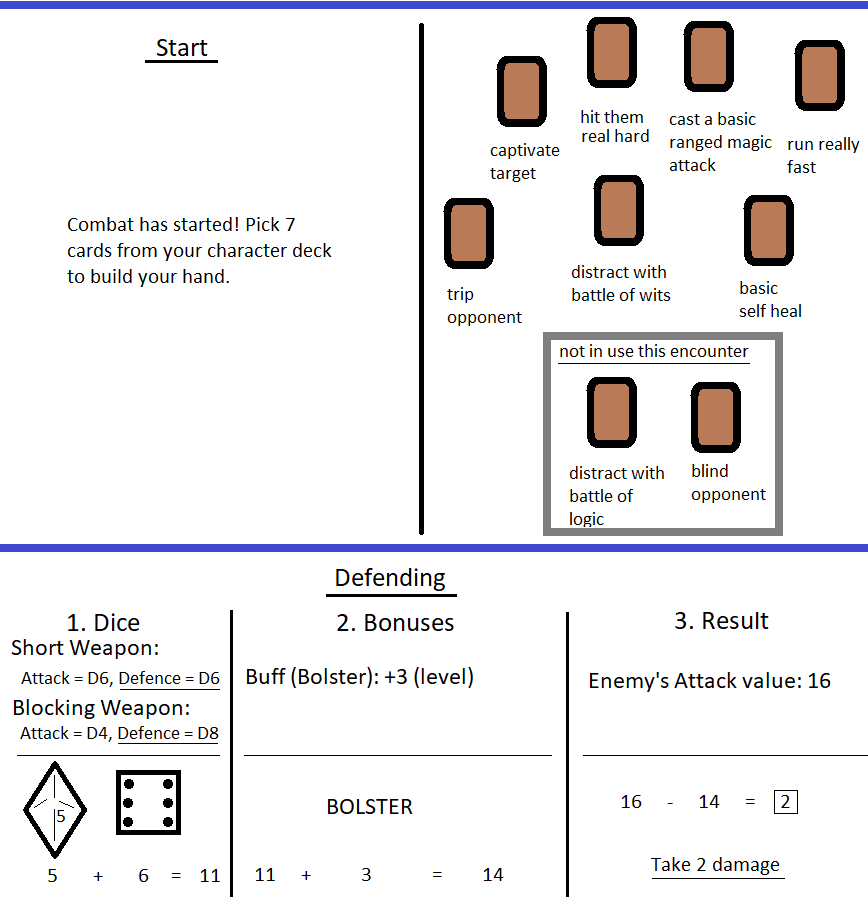 Start
Combat has started! Pick 7
cards from your character deck
to build your hand.
captivate
target
hit them
real hard
cast a basic
ranged magic
attack
run really
fast
trip
opponent
distract with
battle of wits
basic
self heal
not in use this encounter
distract with
battle of
logic
blind
opponent
Defending
1. Dice
Short Weapon:
Attack = D6, Defence = D6
Blocking Weapon:
Attack = D4, Defence = D8
5
5 + 6 = 11
2. Bonuses
Buff (Bolster): +3 (level)
BOLSTER
11 + 3 = 14
3. Result
Enemy's Attack value: 16
16 - 14 = 2
Take 2 damage